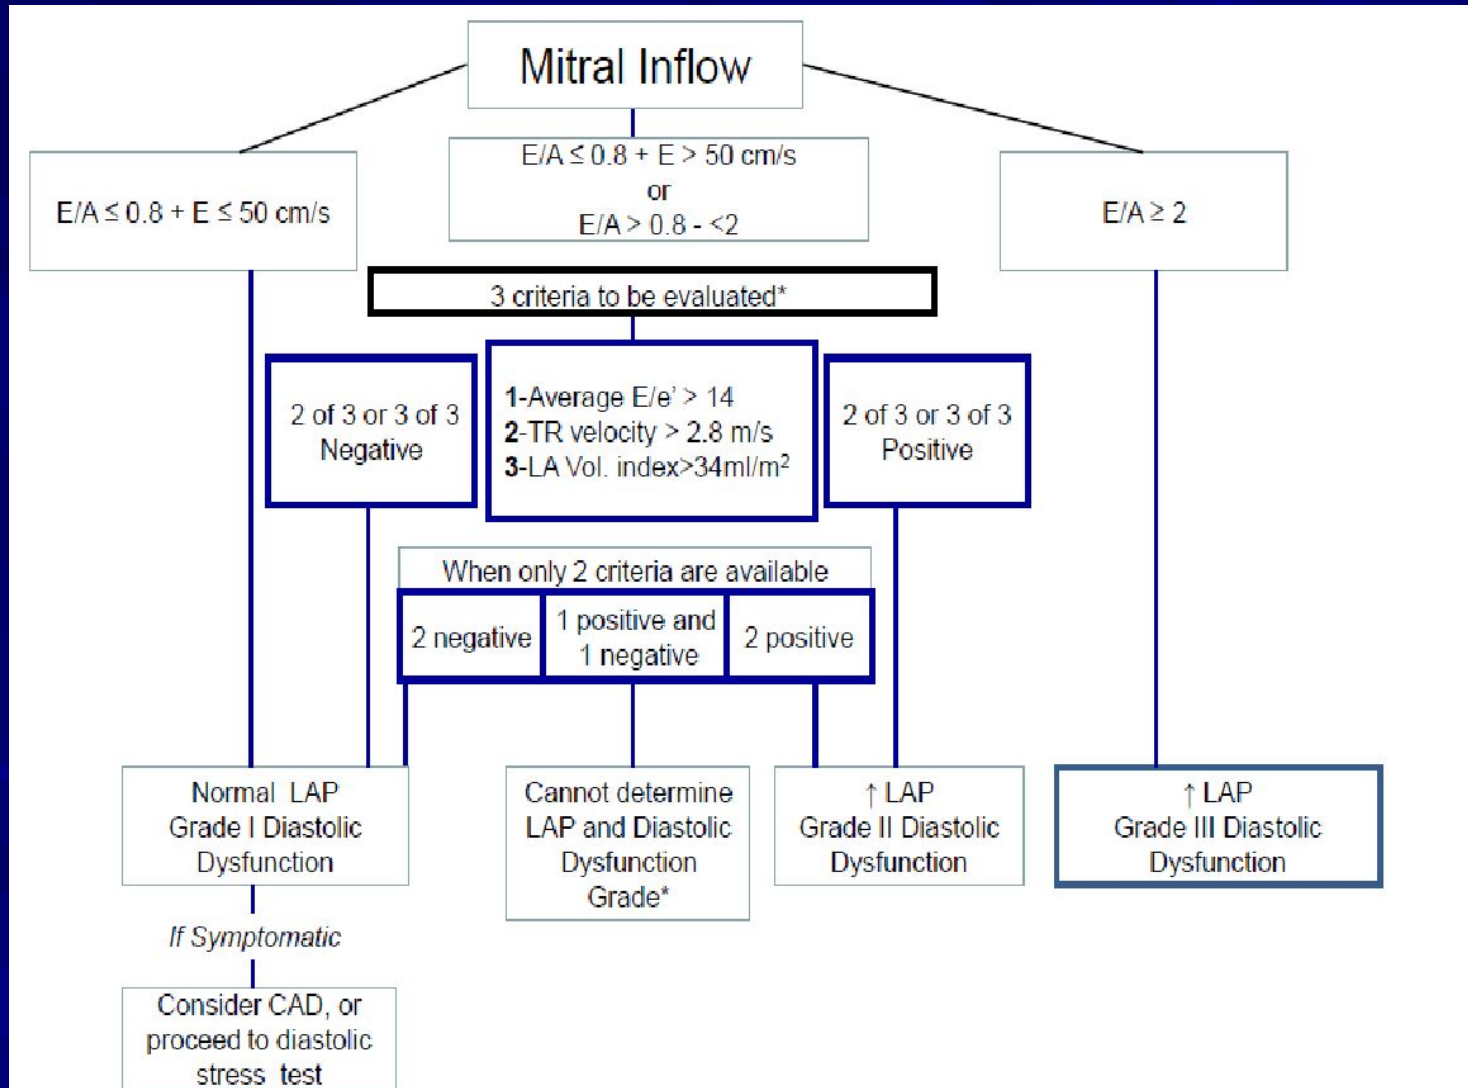 Mitral Inflow
E/A ≤ 0.8 + E ≤ 50 cm/s
E/A ≤ 0.8 + E > 50 cm/s
or
E/A > 0.8 - <2
E/A ≥ 2
3 criteria to be evaluated*
2 of 3 or 3 of 3
Negative
1-Average E/e' > 14
2-TR velocity > 2.8 m/s
3-LA Vol. index>34ml/m²
2 of 3 or 3 of 3
Positive
When only 2 criteria are available
2 negative
1 positive and
1 negative
2 positive
Normal LAP
Grade I Diastolic
Dysfunction
Cannot determine
LAP and Diastolic
Dysfunction
Grade*
↑ LAP
Grade II Diastolic
Dysfunction
↑ LAP
Grade III Diastolic
Dysfunction
If Symptomatic
Consider CAD, or
proceed to diastolic
stress test